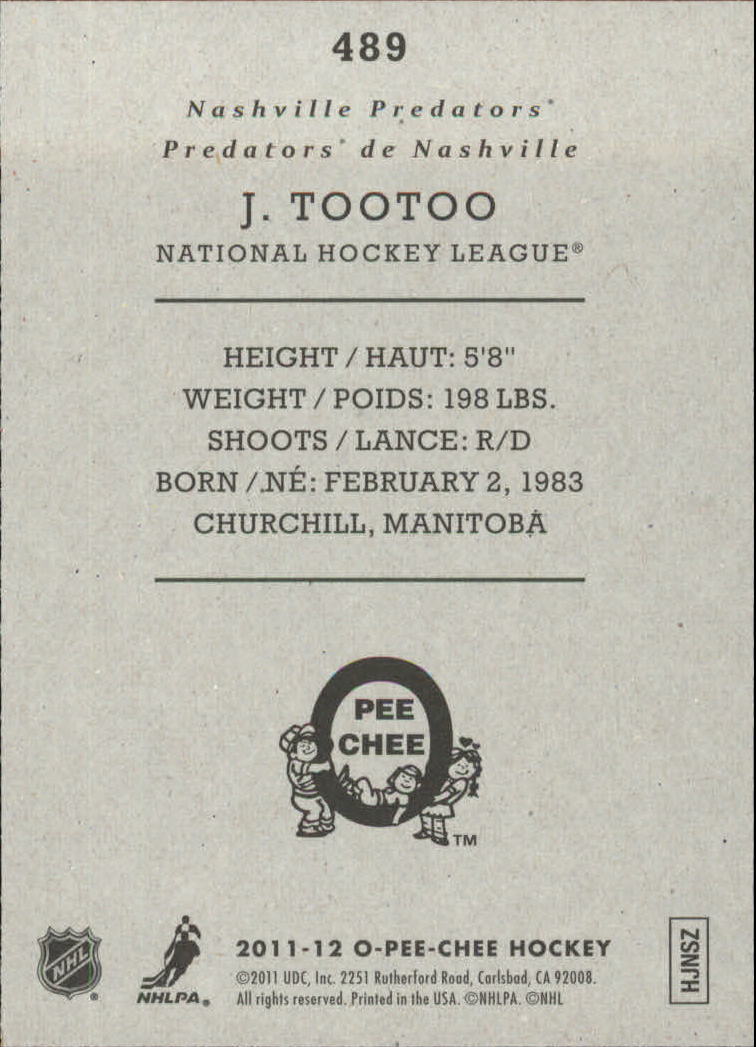 489
Nashville Predators®
Predators® de Nashville
J. TOOTOO
NATIONAL HOCKEY LEAGUE®
HEIGHT / HAUT: 5'8"
WEIGHT / POIDS: 198 LBS.
SHOOTS / LANCE: R/D
BORN / NÉ: FEBRUARY 2, 1983
CHURCHILL, MANITOBA
O
PEE
CHEE
TM
NHL
®
NHLPA®
2011-12 O-PEE-CHEE HOCKEY
©2011 UDC, Inc. 2251 Rutherford Road, Carlsbad, CA 92008.
All rights reserved. Printed in the USA. ©NHLPA. ©NHL
HJNSZ